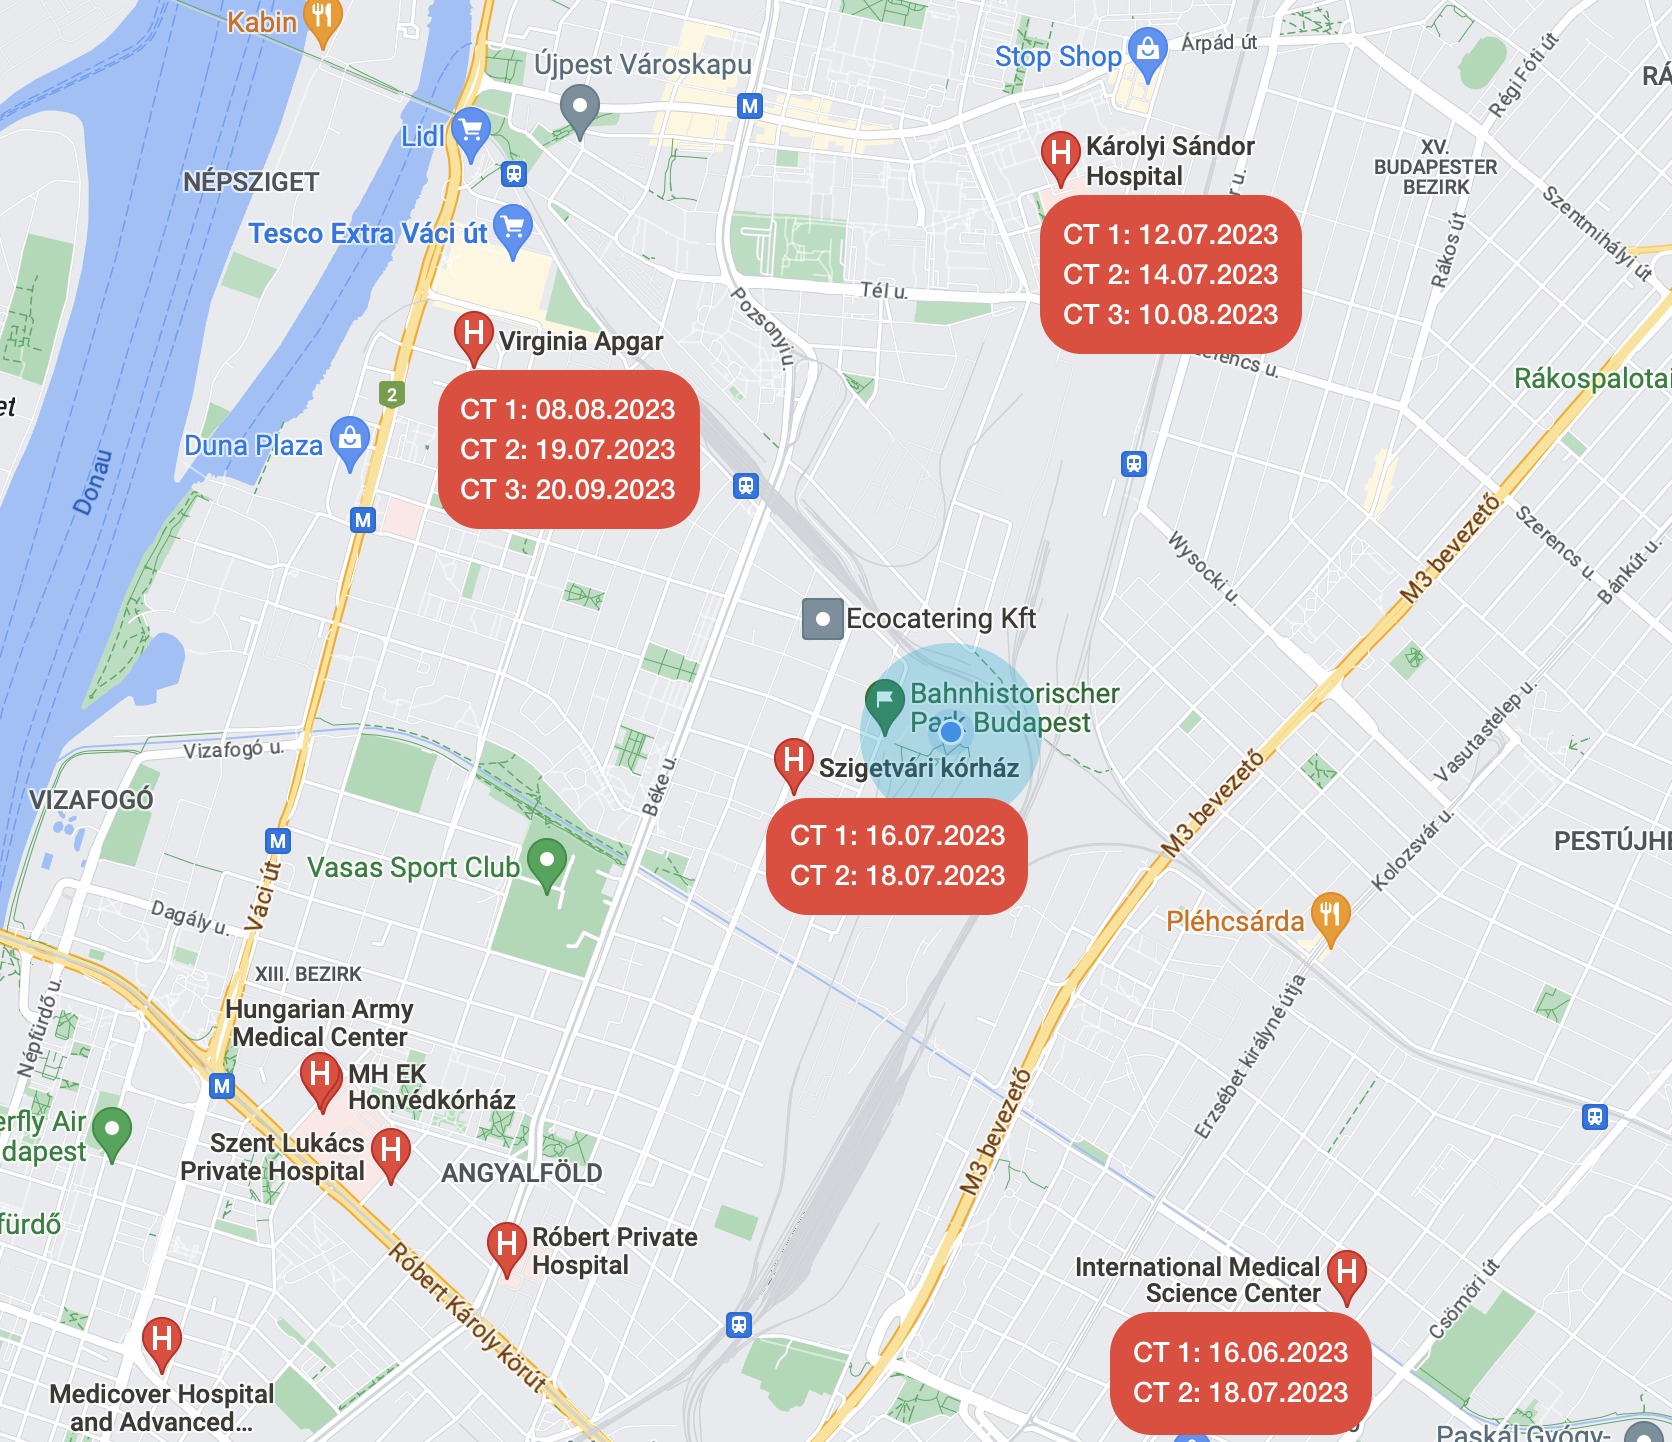 Kabin
Újpest Városkapu
Stop Shop
Árpád út
Régi Fóti út
RÁ
M
Lidl
Károlyi Sándor
Hospital
XV.
BUDAPESTER
BEZIRK
NÉPSZIGET
Szentmihályi út
Tesco Extra Váci út
CT 1: 12.07.2023
CT 2: 14.07.2023
CT 3: 10.08.2023
Rákos út
Tél u.
Pozsonyi u.
Virginia Apgar
Rákospalotai
2
CT 1: 08.08.2023
CT 2: 19.07.2023
CT 3: 20.09.2023
et
Duna Plaza
Donau
M
M3 bevezető
Szerencs u.
Wysocki u.
Bánkút u.
Ecocatering Kft
Bahnhistorischer
Park Budapest
Vasutastelep u.
Vizafogó u.
Szigetvári kórház
Béke u.
VIZAFOGÓ
M3 bevezető
CT 1: 16.07.2023
CT 2: 18.07.2023
Kolozsvár u.
PESTÚJHE
M
Vasas Sport Club
Váci út
Dagály u.
Pléhcsárda
XIII. BEZIRK
Népfürdő u.
Hungarian Army
Medical Center
MH EK
Honvédkórház
M
Erzsébet királyné útja
M3 bevezető
erfly Air
dapest
Szent Lukács
Private Hospital
ANGYALFÖLD
fürdő
Róbert Private
Hospital
Róbert Károly körút
International Medical
Science Center
Csömöri út
CT 1: 16.06.2023
CT 2: 18.07.2023
Medicover Hospital
and Advanced...
Paskál Gyógy-